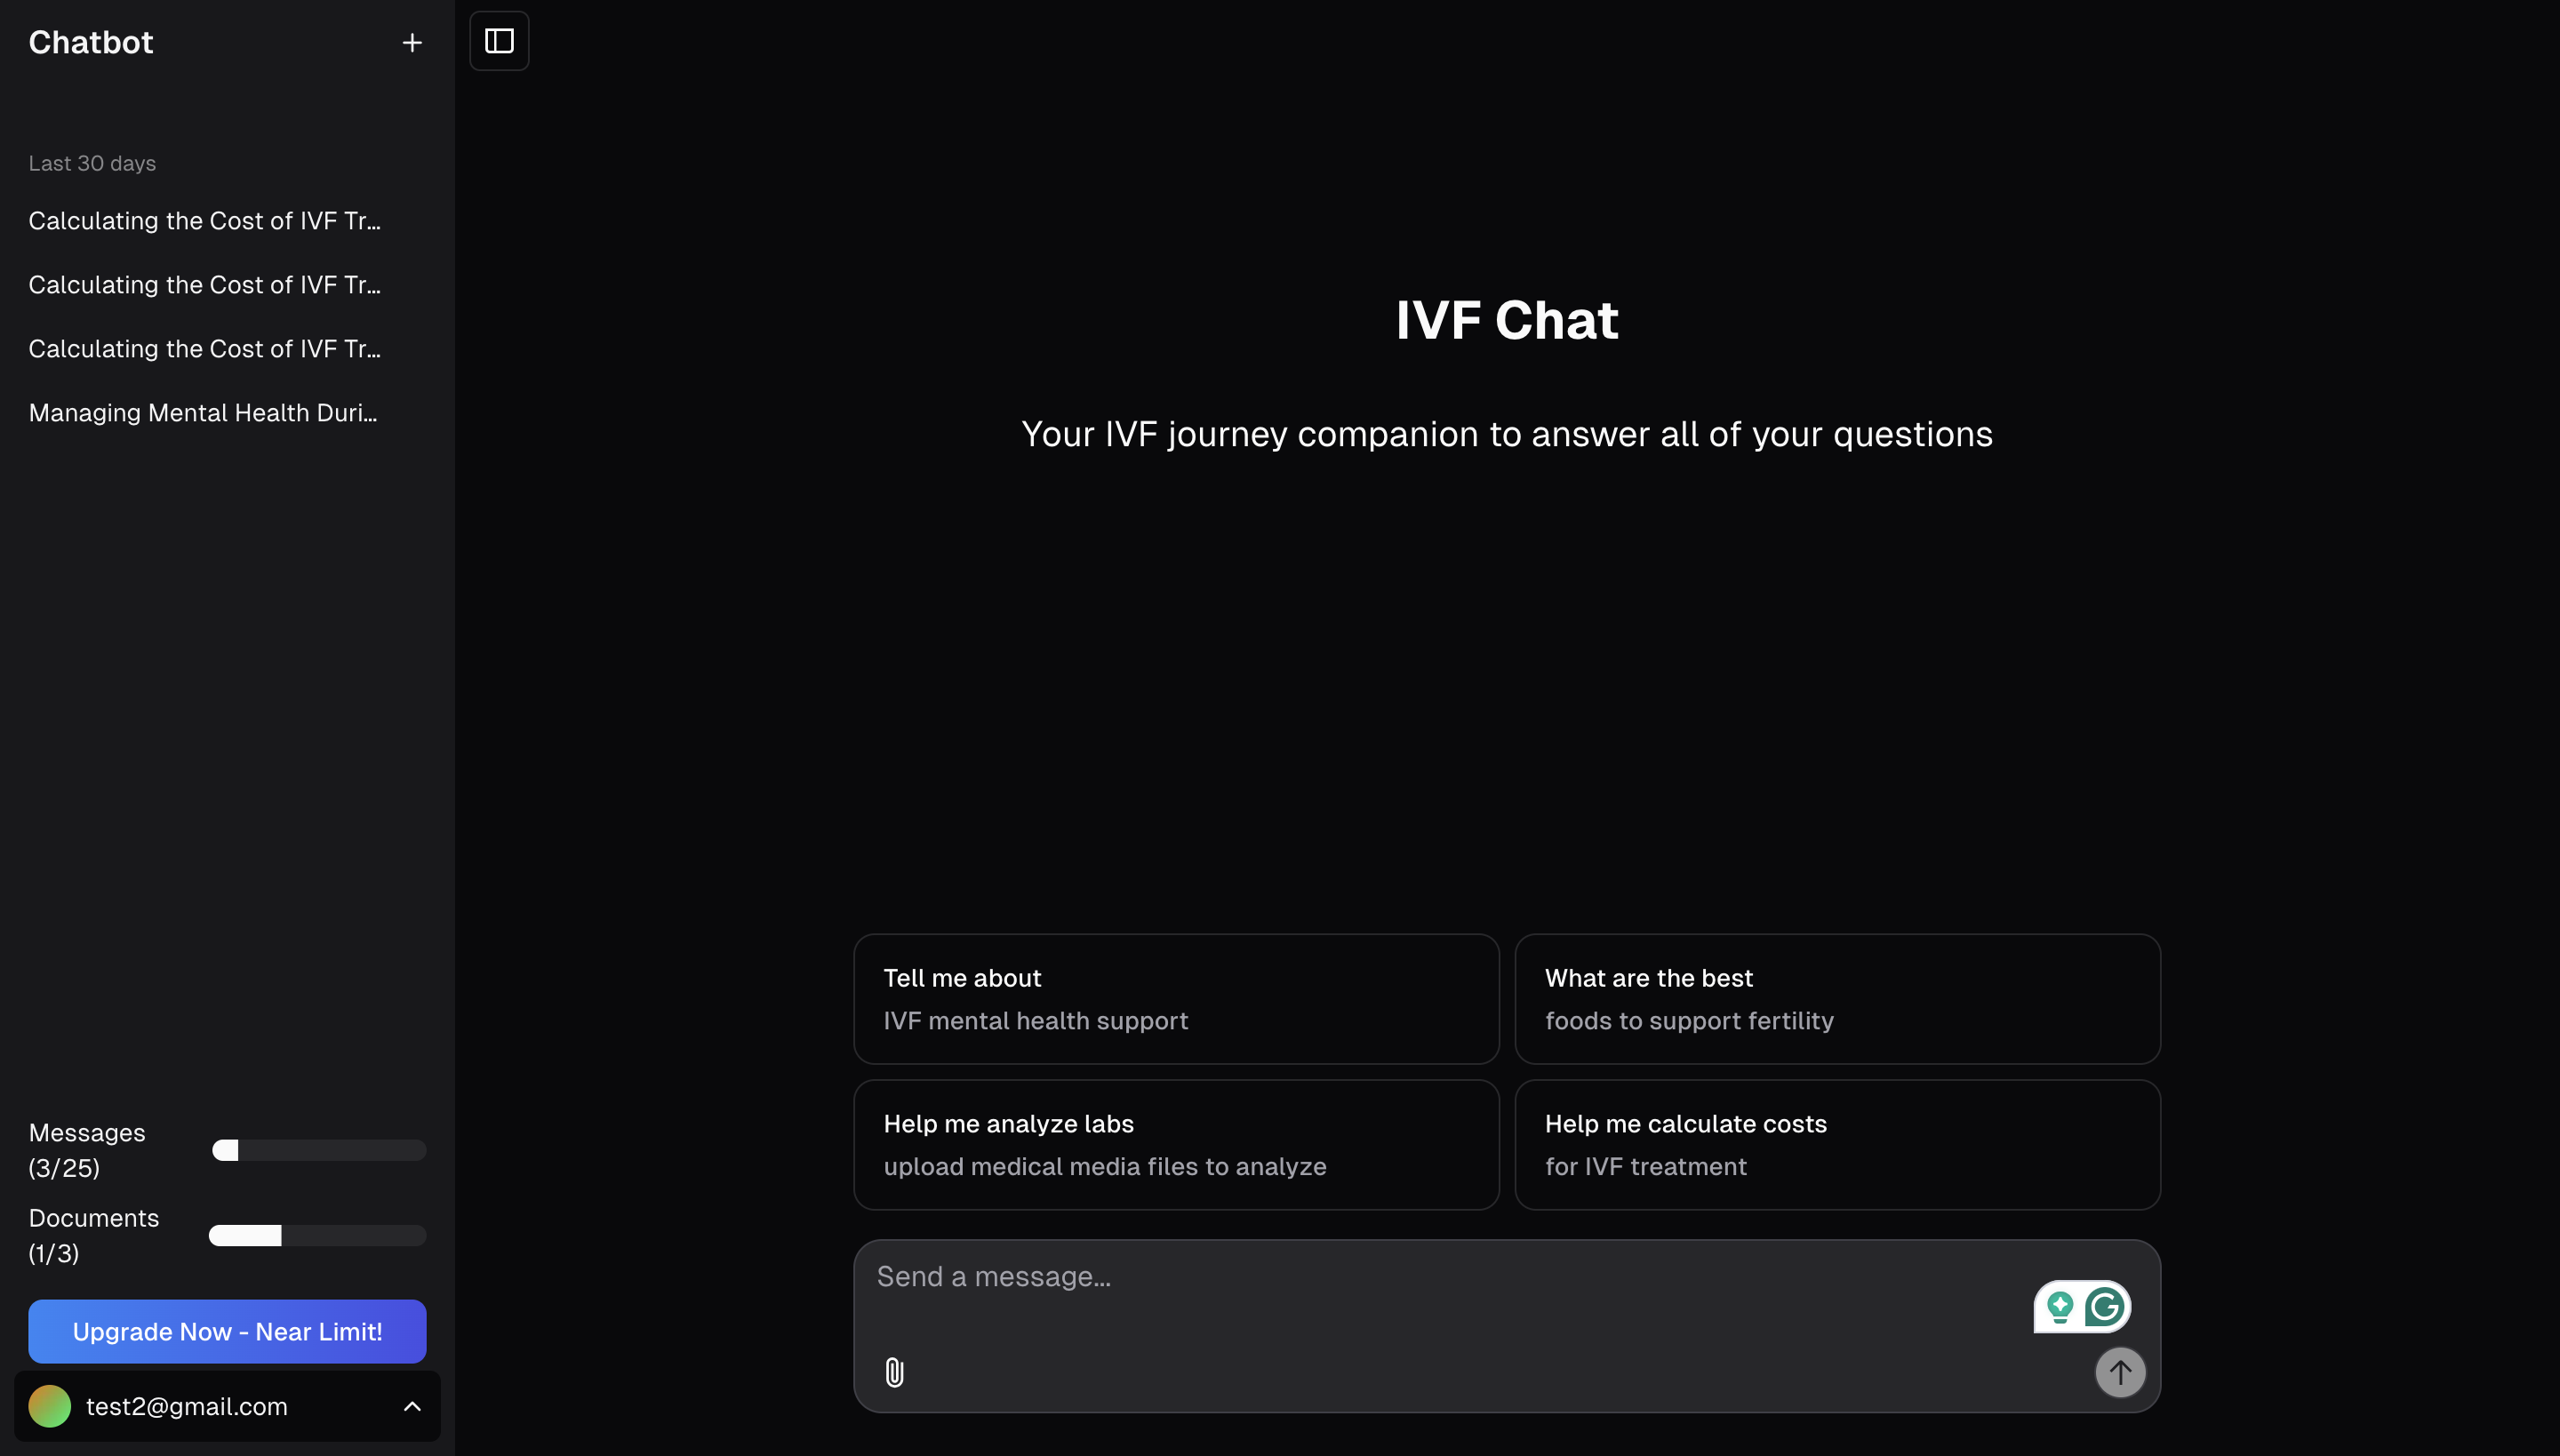 Chatbot
Last 30 days
Calculating the Cost of IVF Tr...
Calculating the Cost of IVF Tr...
Calculating the Cost of IVF Tr...
Managing Mental Health Duri...
Messages
(3/25)
Documents
(1/3)
Upgrade Now - Near Limit!
test2@gmail.com
IVF Chat
Your IVF journey companion to answer all of your questions
Tell me about
IVF mental health support
What are the best
foods to support fertility
Help me analyze labs
upload medical media files to analyze
Help me calculate costs
for IVF treatment
Send a message...